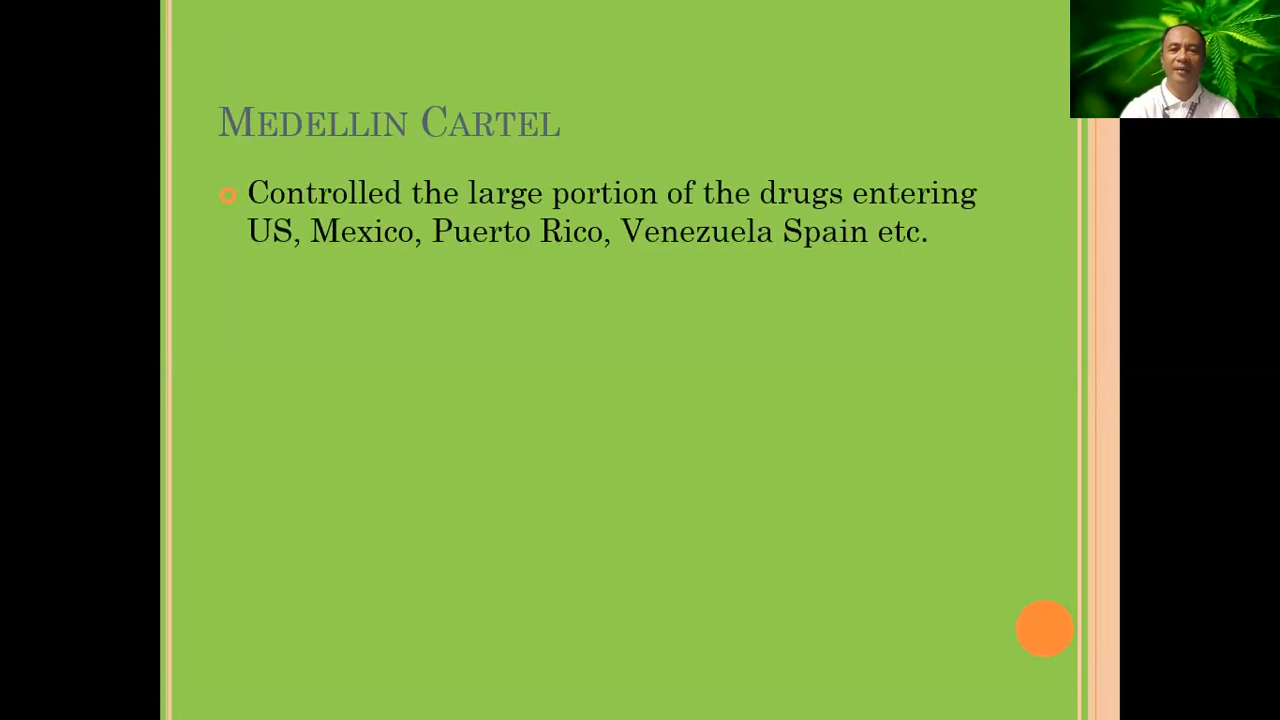 Medellin Cartel
Controlled the large portion of the drugs entering
US, Mexico, Puerto Rico, Venezuela Spain etc.